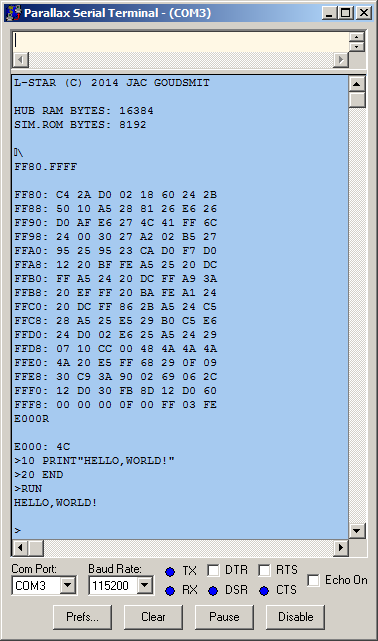 Parallax Serial Terminal - (COM3)
L-STAR (C) 2014 JAC GOUDSMIT
HUB RAM BYTES: 16384
SIM.ROM BYTES: 8192
\
FF80.FFFF
FF80: C4 2A D0 02 18 60 24 2B
FF88: 50 10 A5 28 81 26 E6 26
FF90: D0 AF E6 27 4C 41 FF 6C
FF98: 24 00 30 27 A2 02 B5 27
FFA0: 95 25 95 23 CA D0 F7 D0
FFA8: 12 20 BF FE A5 25 20 DC
FFB0: FF A5 24 20 DC FF A9 3A
FFB8: 20 EF FF 20 BA FE A1 24
FFC0: 20 DC FF 86 2B A5 24 C5
FFC8: 28 A5 25 E5 29 B0 C5 E6
FFD0: 24 D0 02 E6 25 A5 24 29
FFD8: 07 10 CC 00 48 4A 4A 4A
FFE0: 4A 20 E5 FF 68 29 0F 09
FFE8: 30 C9 3A 90 02 69 06 2C
FFF0: 12 D0 30 FB 8D 12 D0 60
FFF8: 00 00 00 0F 00 FF 03 FE
E000R
E000: 4C
>10 PRINT"HELLO,WORLD!"
>20 END
>RUN
HELLO,WORLD!
>
Com Port: Baud Rate: TX DTR RTS
COM3 115200 RX DSR CTS Echo On
Prefs... Clear Pause Disable